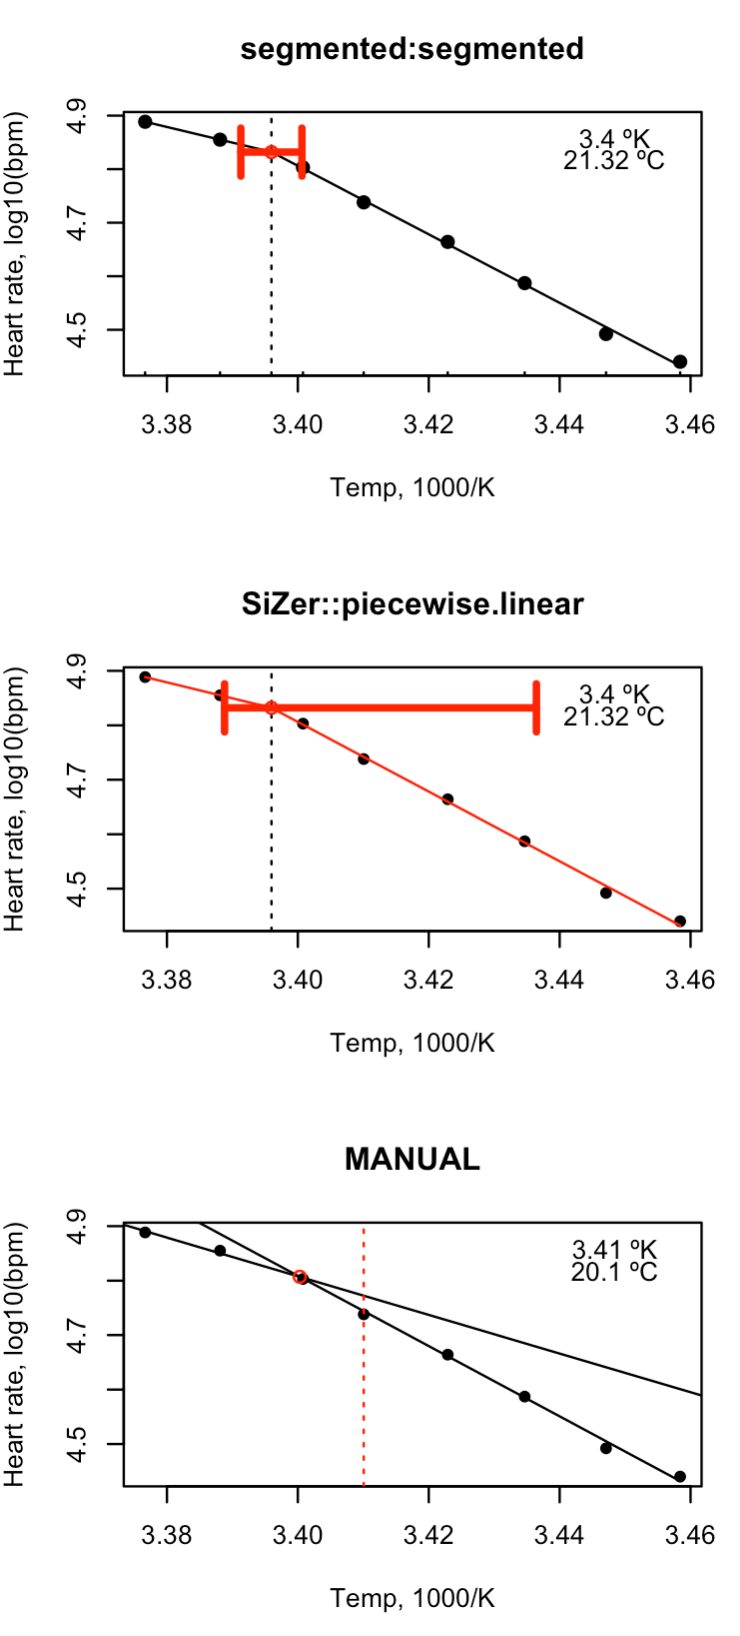 segmented:segmented
Heart rate, log10(bpm)
4.9
4.7
4.5
3.4 ºK
21.32 ºC
3.38 3.40 3.42 3.44 3.46
Temp, 1000/K
SiZer::piecewise.linear
Heart rate, log10(bpm)
4.9
4.7
4.5
3.4 ºK
21.32 ºC
3.38 3.40 3.42 3.44 3.46
Temp, 1000/K
MANUAL
Heart rate, log10(bpm)
4.9
4.7
4.5
3.41 ºK
20.1 ºC
3.38 3.40 3.42 3.44 3.46
Temp, 1000/K